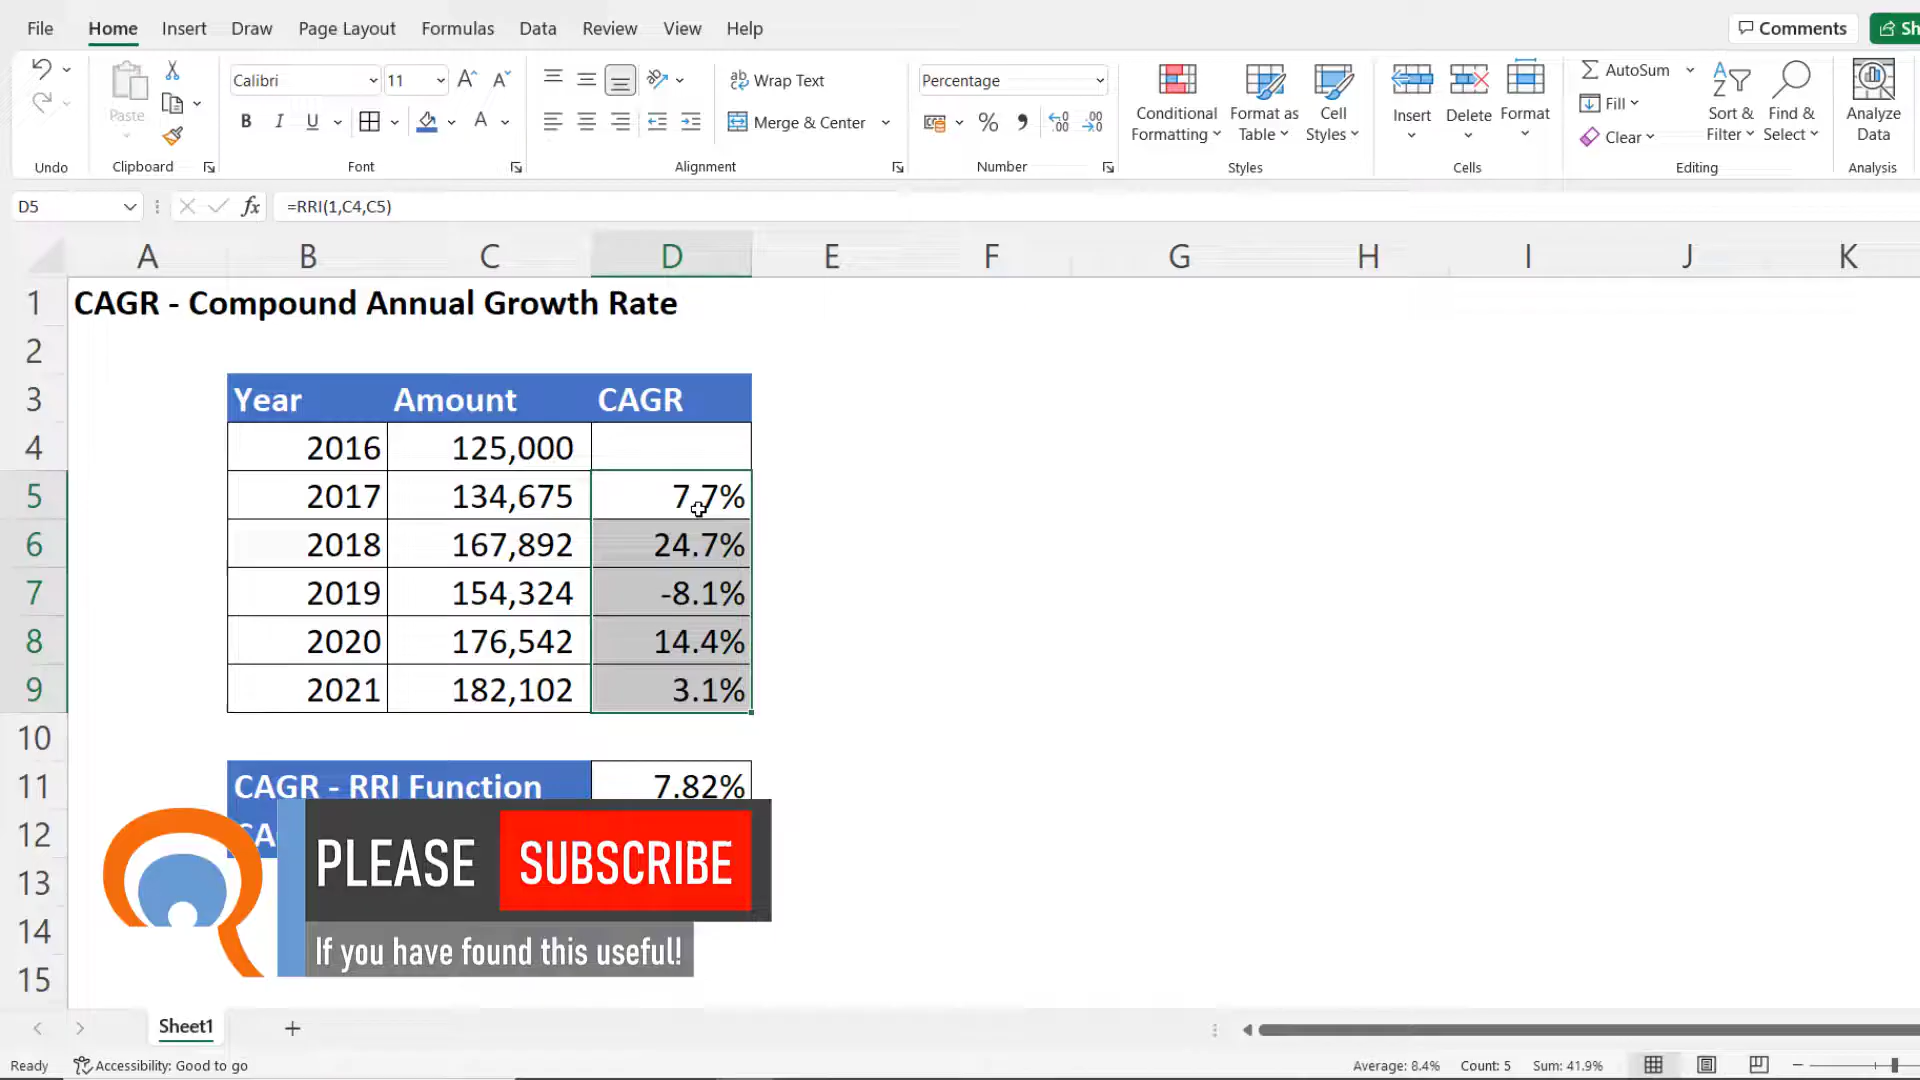 File Home Insert Draw Page Layout Formulas Data Review View Help Comments Sh
Calibri 11 Wrap Text Percentage AutoSum
Paste Conditional Format as Cell Insert Delete Format Fill Sort & Find & Analyze
B I U A Merge & Center % Formatting Table Styles Clear Filter Select Data
Undo Clipboard Font Alignment Number Styles Cells Editing Analysis
D5 fx =RRI(1,C4,C5)
A B C D E F G H I J K
1 CAGR - Compound Annual Growth Rate
2
3 Year Amount CAGR
4 2016 125,000
5 2017 134,675 7.7%
6 2018 167,892 24.7%
7 2019 154,324 -8.1%
8 2020 176,542 14.4%
9 2021 182,102 3.1%
10
11 CAGR - RRI Function 7.82%
12
13 PLEASE SUBSCRIBE
14 If you have found this useful!
15
Sheet1
Ready Accessibility: Good to go Average: 8.4% Count: 5 Sum: 41.9%